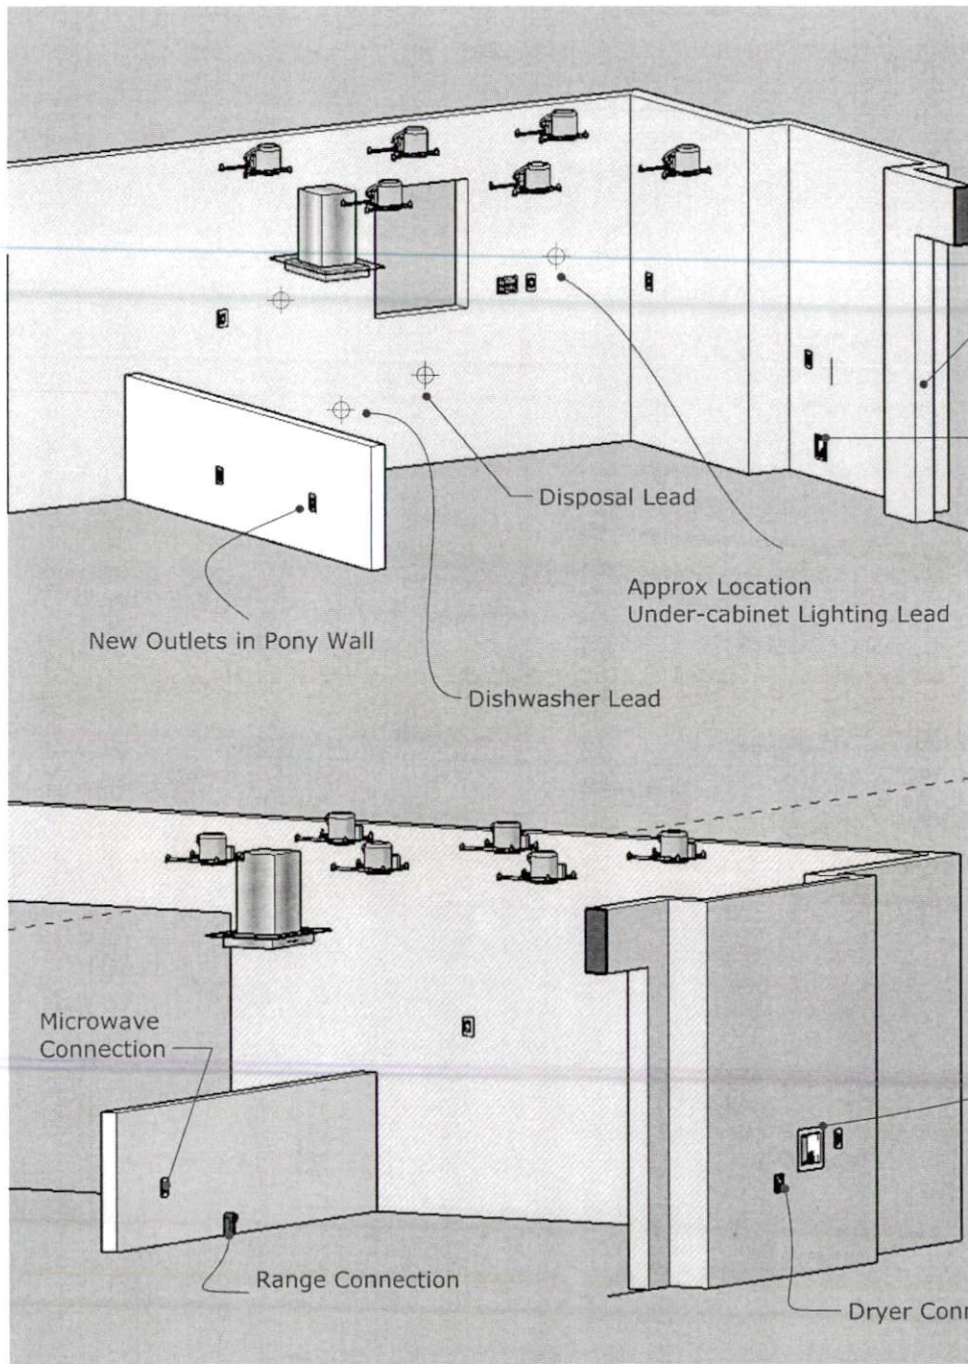 Disposal Lead
Approx Location
Under-cabinet Lighting Lead
New Outlets in Pony Wall
Dishwasher Lead
Microwave
Connection
Range Connection
Dryer